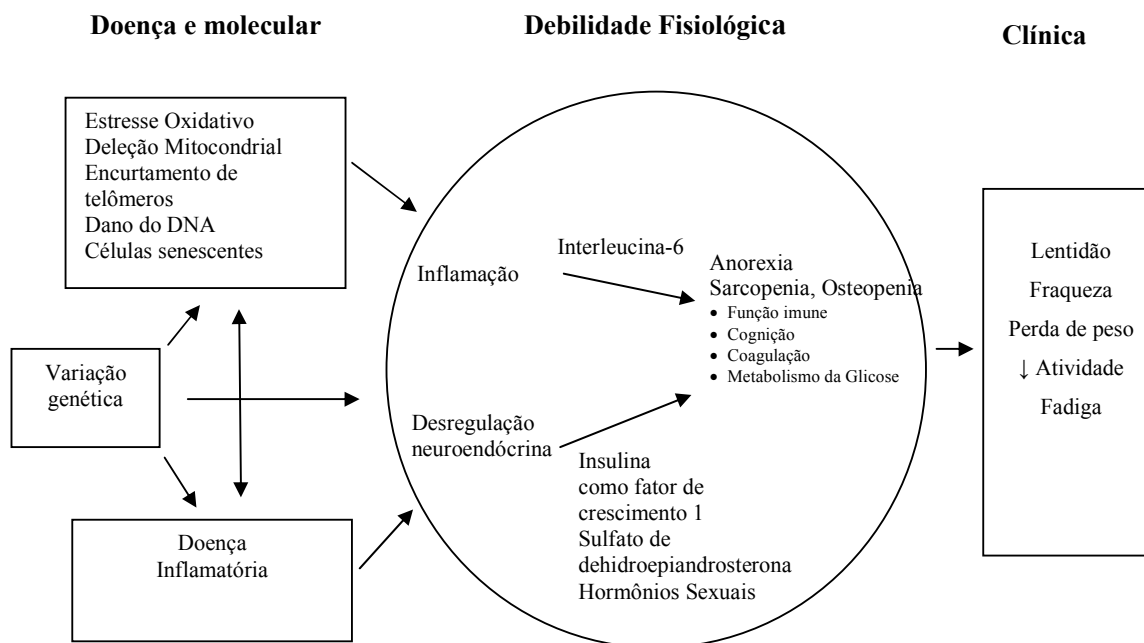 Doença e molecular
Debilidade Fisiológica
Clínica
Estresse Oxidativo
Deleção Mitocondrial
Encurtamento de
telômeros
Dano do DNA
Células senescentes
Variação
genética
Doença
Inflamatória
Inflamação
Interleucina-6
Anorexia
Sarcopenia, Osteopenia
• Função imune
• Cognição
• Coagulação
• Metabolismo da Glicose
Desregulação
neuroendócrina
Insulina
como fator de
crescimento 1
Sulfato de
dehidroepiandrosterona
Hormônios Sexuais
Lentidão
Fraqueza
Perda de peso
↓ Atividade
Fadiga